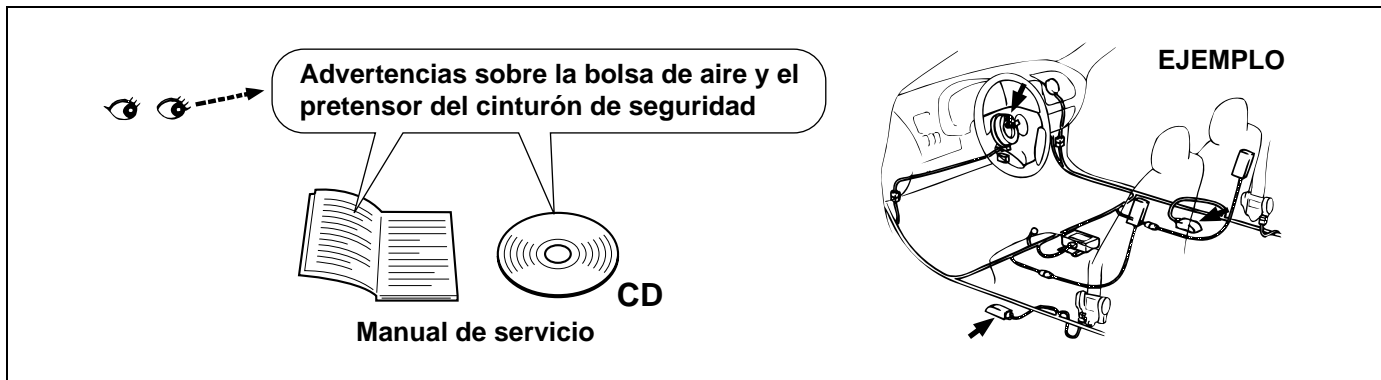 Advertencias sobre la bolsa de aire y el
pretensor del cinturón de seguridad
CD
Manual de servicio
EJEMPLO